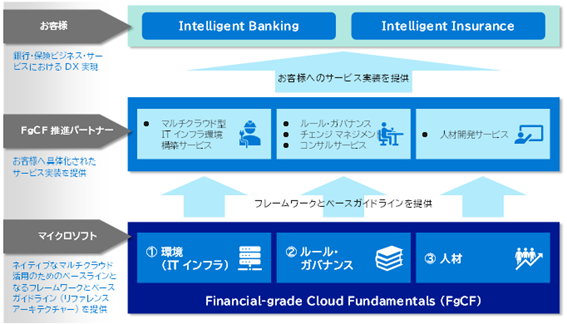 お客様
Intelligent Banking
Intelligent Insurance
銀行・保険ビジネス・サー
ビスにおける DX 実現
お客様へのサービス実装を提供
FgCF 推進パートナー
● マルチクラウド型
IT インフラ環境
構築サービス
● ルール・ガバナンス
● チェンジ マネジメン
● コンサルサービス
● 人材開発サービス
お客様へ具体化された
サービス実装を提供
フレームワークとベースガイドラインを提供
マイクロソフト
① 環境
（IT インフラ）
② ルール・
ガバナンス
③ 人材
ネイティブなマルチクラウド
活用のためのベースラインと
なるフレームワークとベース
ガイドライン（リファレンス
アーキテクチャー）を提供
Financial-grade Cloud Fundamentals（FgCF）